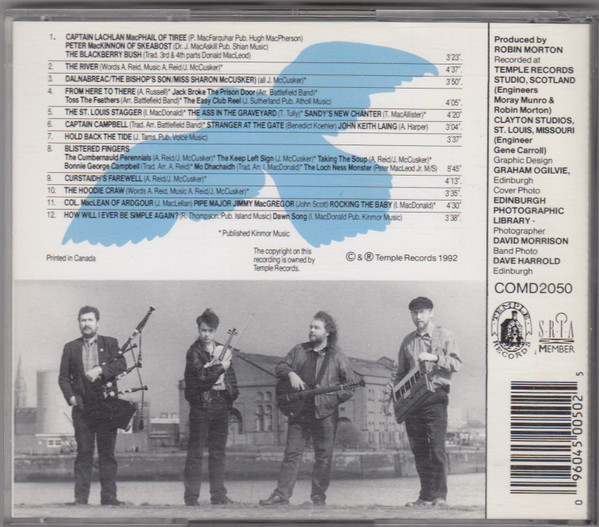 1. CAPTAIN LACHLAN MacPHAIL OF TIREE (P. MacFarquhar Pub, Hugh MacPherson)
PETER MacKINNON OF SKEABOST (Dr. J. MacAskill Pub, Shian Music)
THE BLACKBERRY BUSH (Trad. 3rd & 4th parts Donald MacLeod) 3'23"
2. THE RIVER (Words A. Reid, Music A. Reid/J. McCusker)* 4'37"
3. DALNABREAC/THE BISHOP'S SON/MISS SHARON McCUSKER) (all J. McCusker)* 3'50"
4. FROM HERE TO THERE (A. Russell)* Jack Broke The Prison Door (Arr. Battlefield Band)*
Toss The Feathers (Arr. Battlefield Band)* The Easy Club Reel (J. Sutherland Pub, Atholl Music) 4'05"
5. THE ST. LOUIS STAGGER (I. MacDonald)* THE ASS IN THE GRAVEYARD (T. Tully)* SANDY'S NEW CHANTER (T. MacAllister)* 4'20"
6. CAPTAIN CAMPBELL (Trad. Arr. Battlefield Band)* STRANGER AT THE GATE (Benedict Koehler) JOHN KEITH LAING (A. Harper) 3'04"
7. HOLD BACK THE TIDE (J. Tams, Pub. Voice Music) 3'37"
8. BLISTERED FINGERS
The Cumbernauld Perennials (A. Reid/J. McCusker)* The Keep Left Sign (J. McCusker)* Taking The Soup (A. Reid/J. McCusker)*
Bonnie George Campbell (Trad. Arr. A. Reid)* Mo Dhachaidh (Trad. Arr. I. MacDonald)* The Loch Ness Monster (Peter MacLeod Jr. M/S) 8'45"
9. CURSTAIDH'S FAREWELL (A. Reid/J. McCusker)* 4'13"
10. THE HOODIE CRAW (Words A. Reid, Music A. Reid/J. McCusker)* 3'35"
11. COL. MacLEAN OF ARDGOUR (J. MacLellan) PIPE MAJOR JIMMY MacGREGOR (John Scott) ROCKING THE BABY (I. MacDonald)* 4'30"
12. HOW WILL I EVER BE SIMPLE AGAIN? (R. Thompson: Pub. Island Music) Dawn Song (I. MacDonald Pub. Kinmor Music) 3'38"
* Published Kinmor Music
Printed in Canada
The copyright on this
recording is owned by
Temple Records.
© & ® Temple Records 1992
Produced by
ROBIN MORTON
Recorded at
TEMPLE RECORDS
STUDIO, SCOTLAND
(Engineers
Moray Munro &
Robin Morton)
CLAYTON STUDIOS,
ST. LOUIS, MISSOURI
(Engineer
Gene Carroll)
Graphic Design
GRAHAM OGILVIE,
Edinburgh
Cover Photo
EDINBURGH
PHOTOGRAPHIC
LIBRARY -
Photographer
DAVID MORRISON
Band Photo
DAVE HARROLD
Edinburgh
COMD2050
TEMPLE
RECORDS
S·R·I·A
MEMBER
0 96045 00502 5